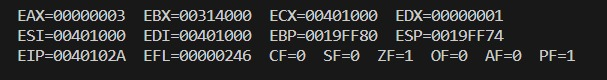 EAX=00000003 EBX=00314000 ECX=00401000 EDX=00000001
ESI=00401000 EDI=00401000 EBP=0019FF80 ESP=0019FF74
EIP=0040102A EFL=00000246 CF=0 SF=0 ZF=1 OF=0 AF=0 PF=1